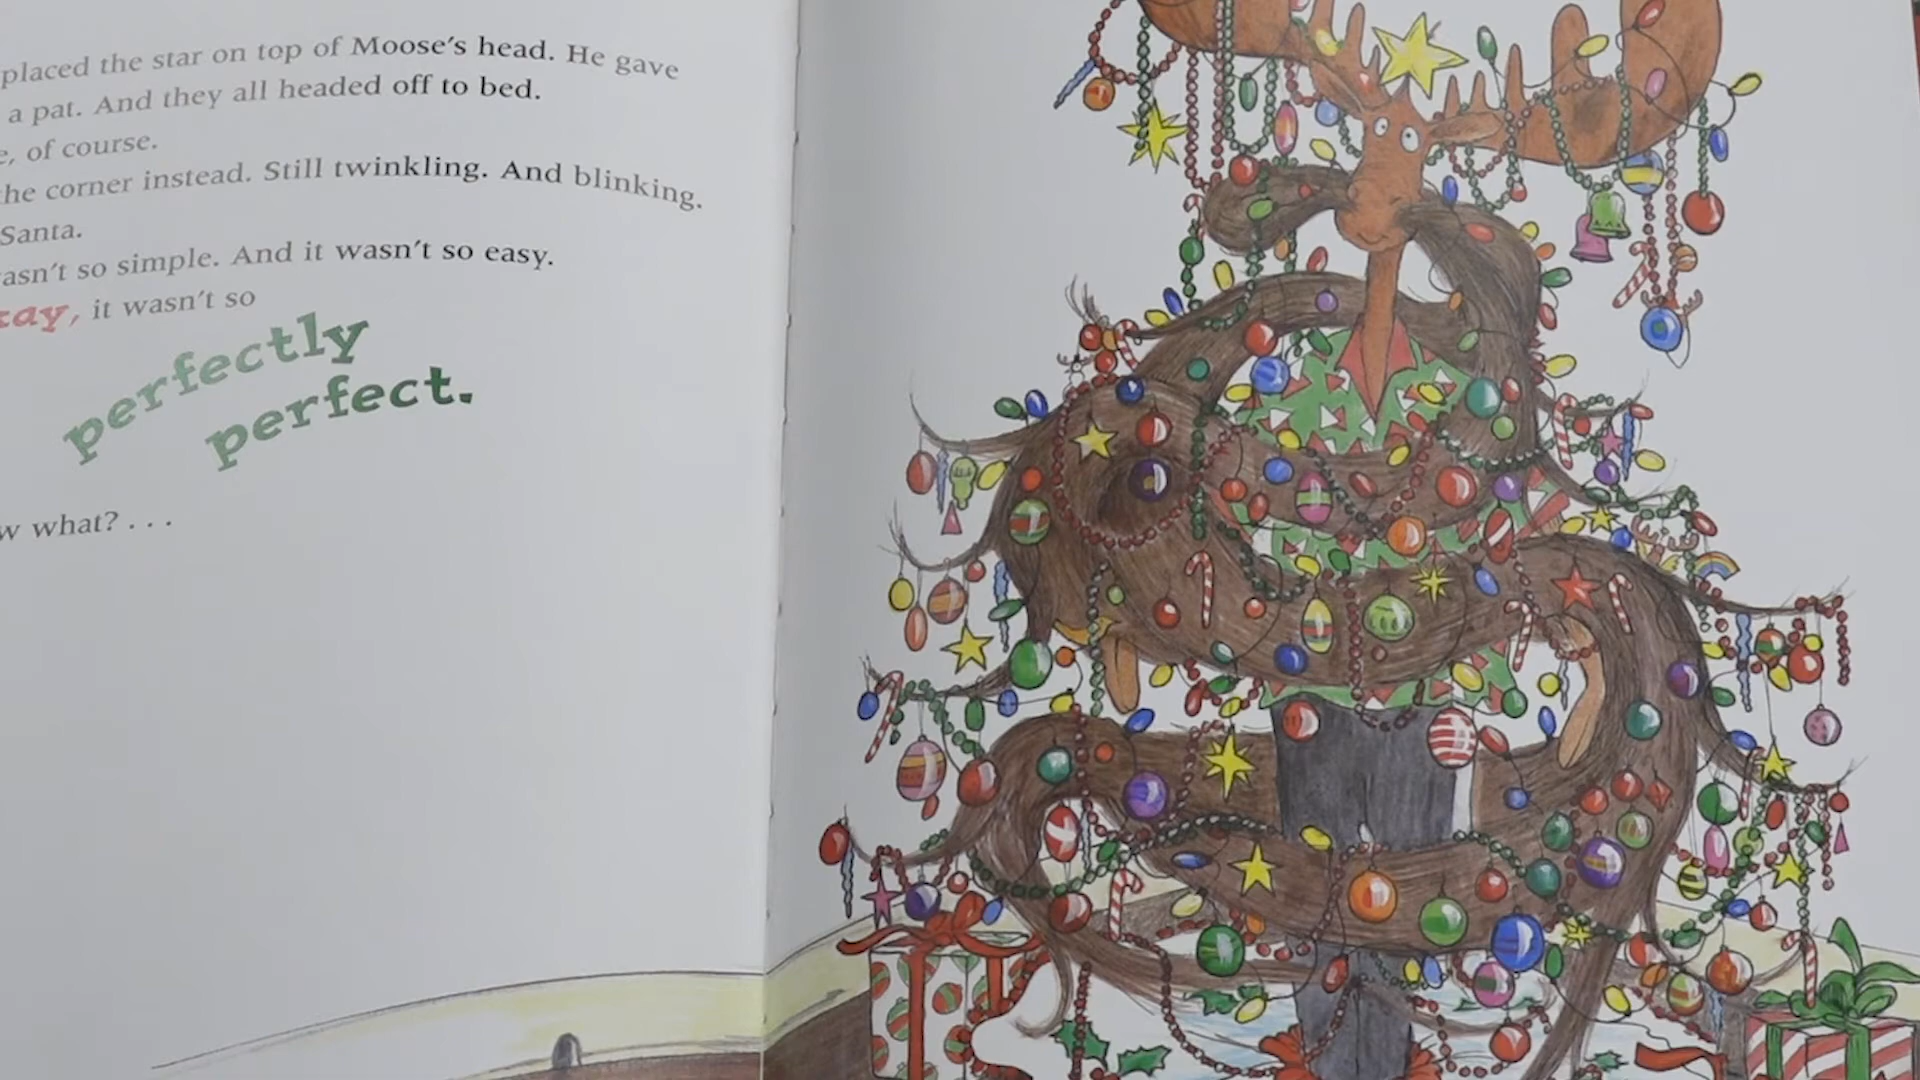 placed the star on top of Moose's head. He gave
a pat. And they all headed off to bed.
, of course.
the corner instead. Still twinkling. And blinking.
Santa.
asn't so simple. And it wasn't so easy.
kay, it wasn't so
perfectly
perfect.
w what? . . .